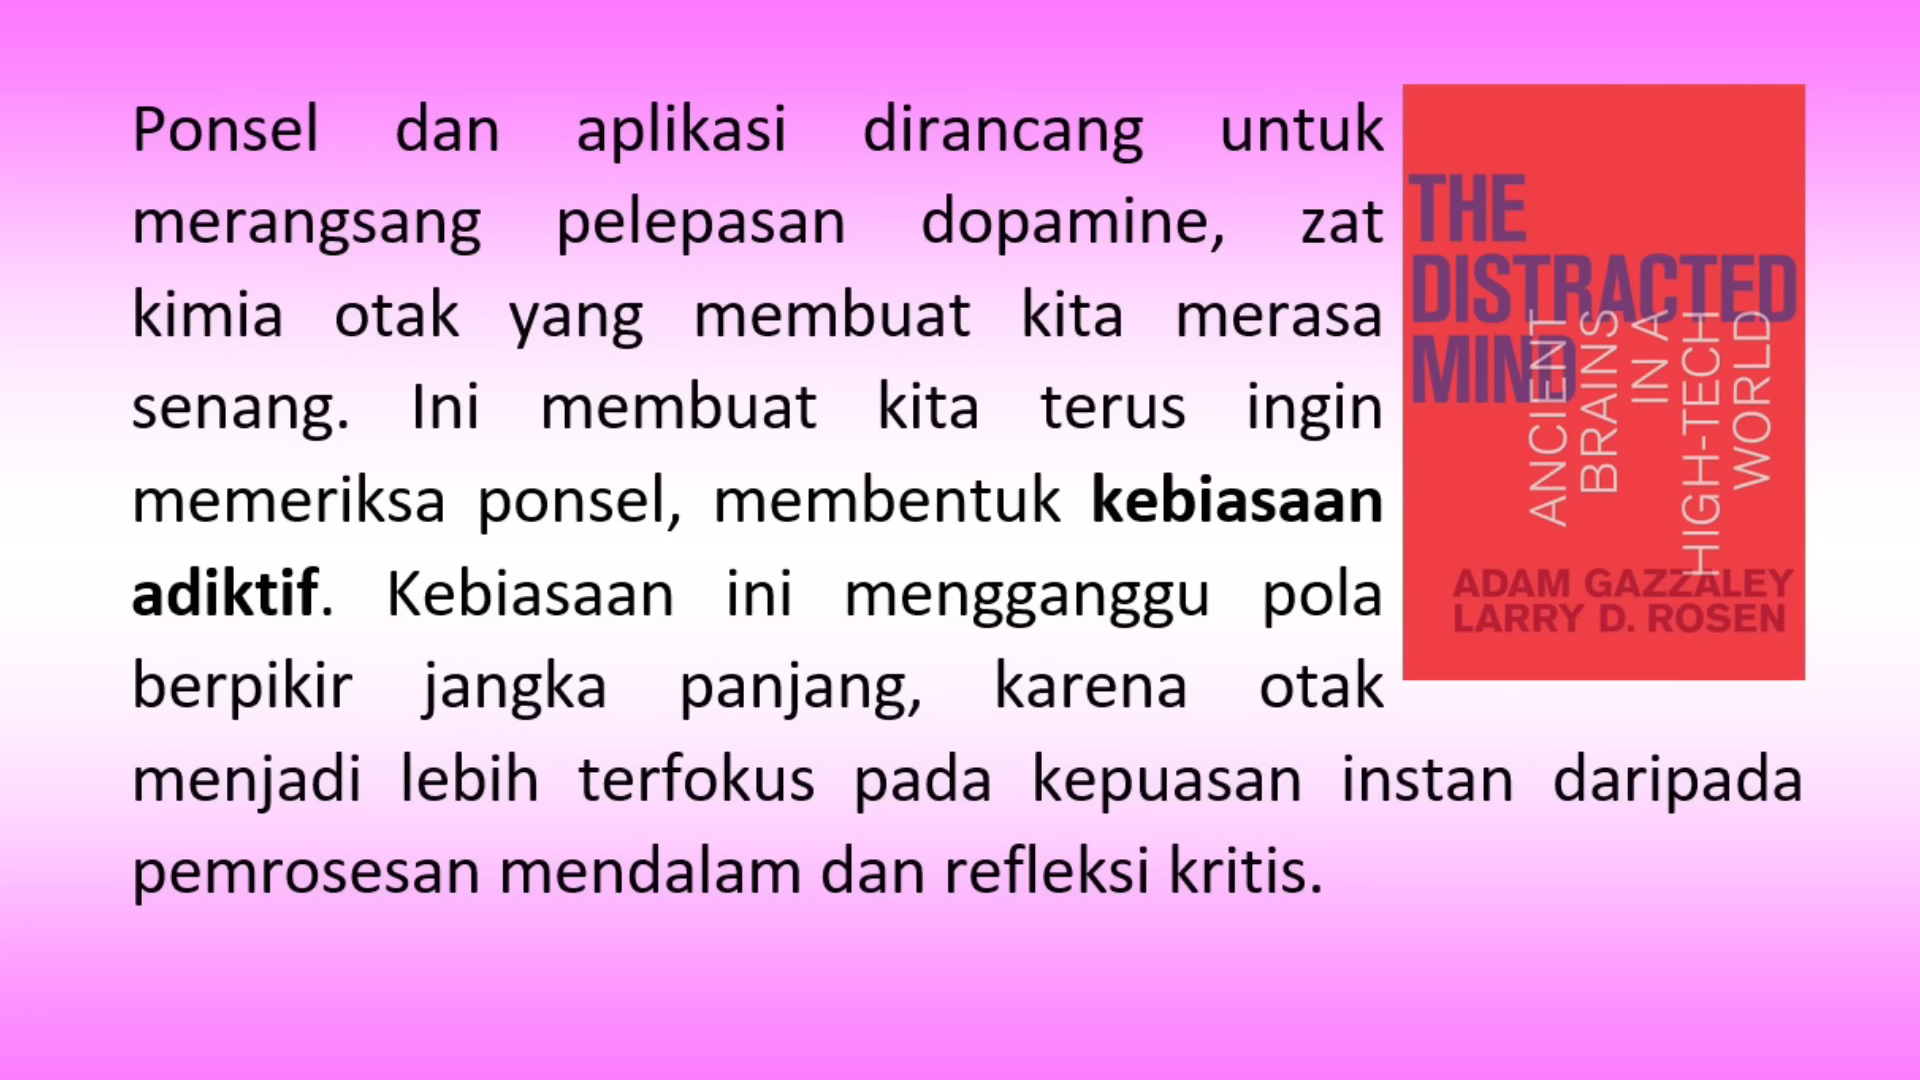 Ponsel dan aplikasi dirancang untuk
merangsang pelepasan dopamine, zat
kimia otak yang membuat kita merasa
senang. Ini membuat kita terus ingin
memeriksa ponsel, membentuk kebiasaan
adiktif. Kebiasaan ini mengganggu pola
berpikir jangka panjang, karena otak
menjadi lebih terfokus pada kepuasan instan daripada
pemrosesan mendalam dan refleksi kritis.
THE
DISTRACTED
MIND
ANCIENT
BRAINS
IN A
HIGH-TECH
WORLD
ADAM GAZZALEY
LARRY D. ROSEN